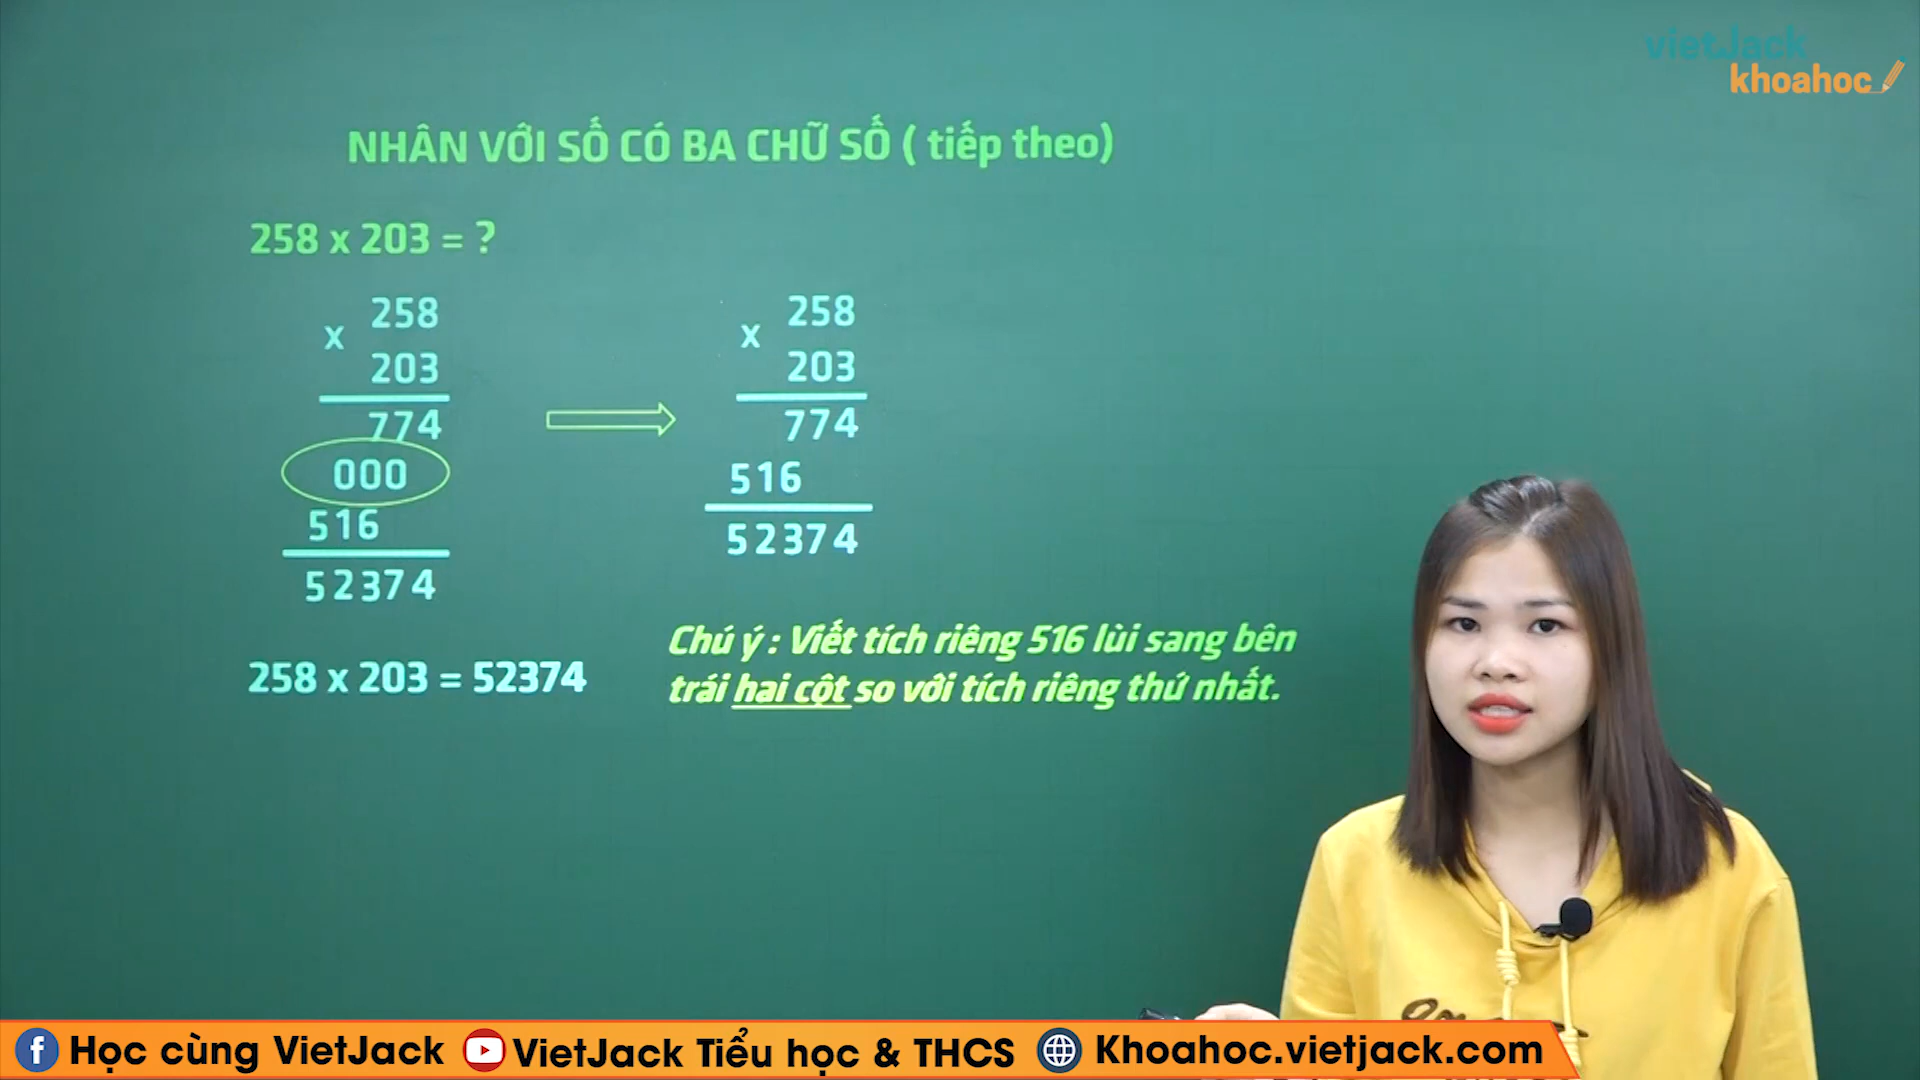 vietJack
khoahoc
NHÂN VỚI SỐ CÓ BA CHỮ SỐ ( tiếp theo)
258 x 203 = ?
258
x
203
774
000
516
52374
258 x 203 = 52374
258
x
203
774
516
52374
Chú ý : Viết tích riêng 516 lùi sang bên
trái hai cột so với tích riêng thứ nhất.
Học cùng VietJack VietJack Tiểu học & THCS Khoahoc.vietjack.com